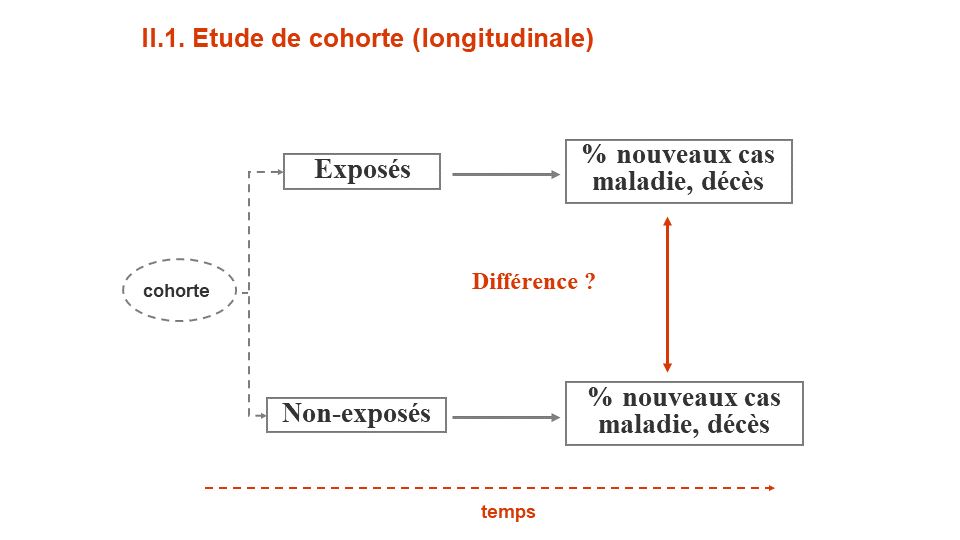 II.1. Etude de cohorte (longitudinale)
Exposés
% nouveaux cas
maladie, décès
Différence ?
cohorte
Non-exposés
% nouveaux cas
maladie, décès
temps